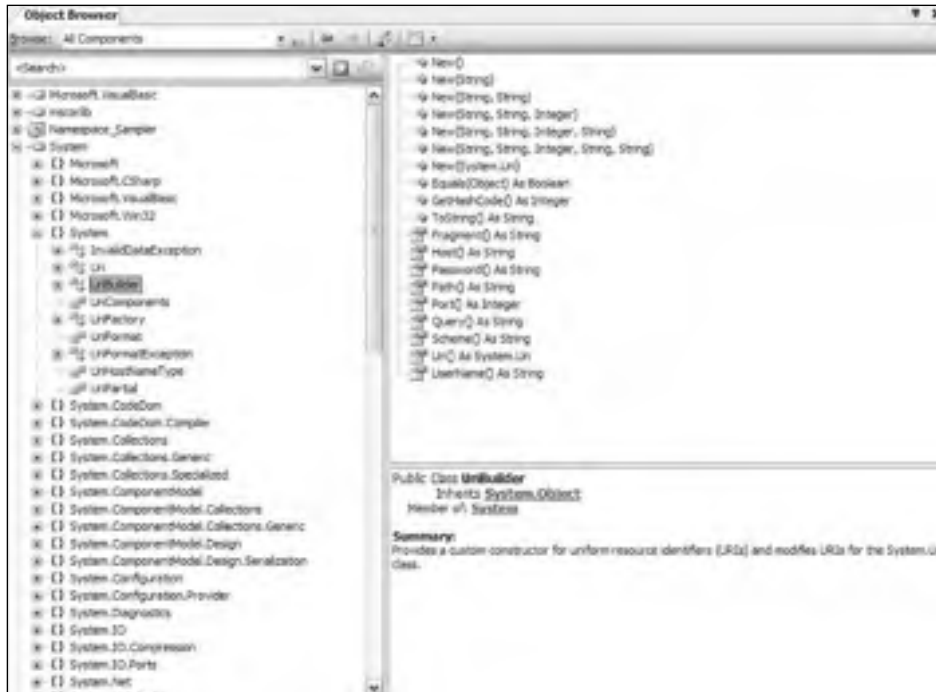 Object Browser
Browse: All Components
<Search>
Microsoft.VisualBasic
mscorlib
Namespace_Sampler
System
{} Microsoft
{} Microsoft.CSharp
{} Microsoft.VisualBasic
{} Microsoft.Win32
{} System
InvalidDataException
Uri
UriBuilder
UriComponents
UriFactory
UriFormat
UriFormatException
UriHostNameType
UriPartial
{} System.CodeDom
{} System.CodeDom.Compiler
{} System.Collections
{} System.Collections.Generic
{} System.Collections.Specialized
{} System.ComponentModel
{} System.ComponentModel.Collections
{} System.ComponentModel.Collections.Generic
{} System.ComponentModel.Design
{} System.ComponentModel.Design.Serialization
{} System.Configuration
{} System.Configuration.Provider
{} System.Diagnostics
{} System.IO
{} System.IO.Compression
{} System.IO.Ports
{} System.Net
New()
New(String)
New(String, String)
New(String, String, Integer)
New(String, String, Integer, String)
New(String, String, Integer, String, String)
New(System.Uri)
Equals(Object) As Boolean
GetHashCode() As Integer
ToString() As String
Fragment() As String
Host() As String
Password() As String
Path() As String
Port() As Integer
Query() As String
Scheme() As String
Uri() As System.Uri
UserName() As String
Public Class UriBuilder
Inherits System.Object
Member of: System
Summary:
Provides a custom constructor for uniform resource identifiers (URIs) and modifies URIs for the System.U
class.